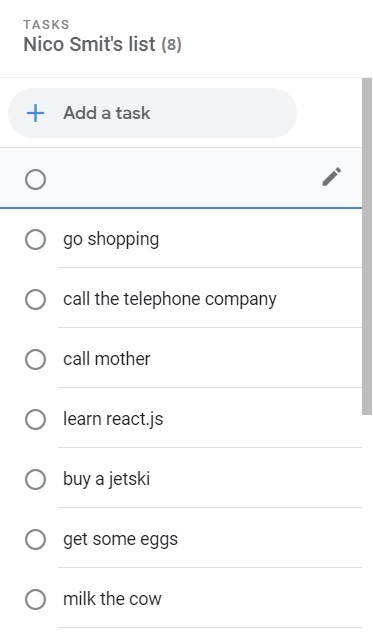 TASKS
Nico Smit's list (8)
Add a task
go shopping
call the telephone company
call mother
learn react.js
buy a jetski
get some eggs
milk the cow